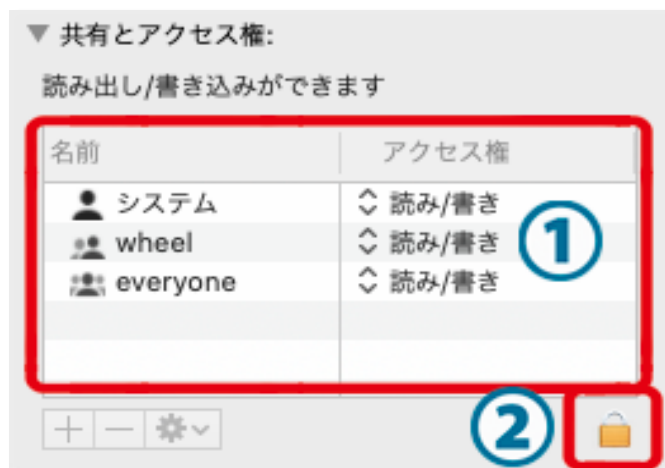 ▼ 共有とアクセス権:
読み出し/書き込みができます
名前 アクセス権
システム 読み/書き
wheel 読み/書き
everyone 読み/書き
①
②